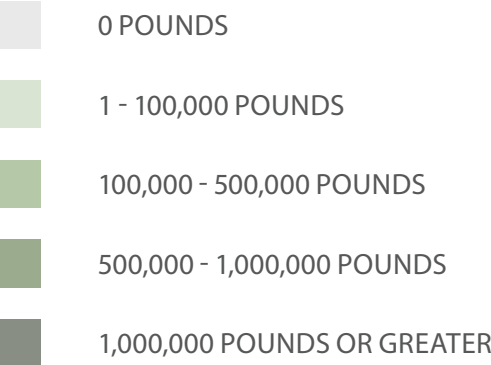 0 POUNDS
1 - 100,000 POUNDS
100,000 - 500,000 POUNDS
500,000 - 1,000,000 POUNDS
1,000,000 POUNDS OR GREATER